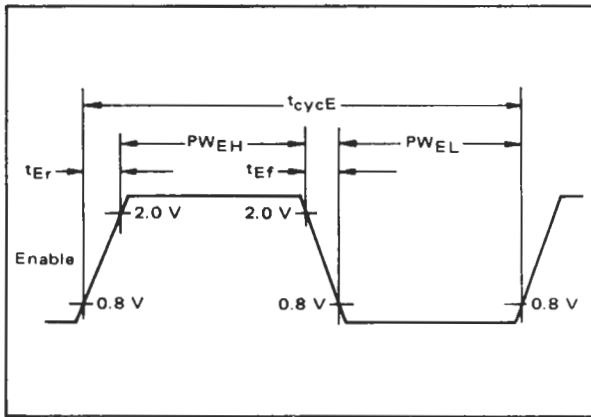 tcycE
PWEH
PWEL
tEr
tEf
2.0 V
2.0 V
Enable
0.8 V
0.8 V
0.8 V